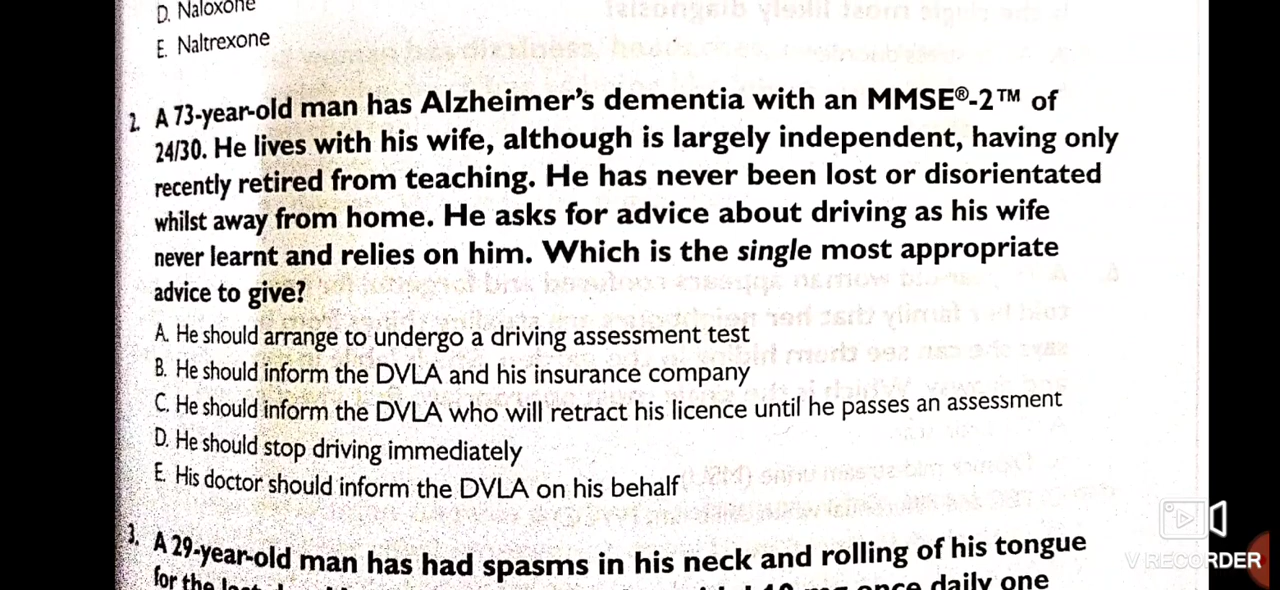 D. Naloxone
E. Naltrexone
2. A 73-year-old man has Alzheimer's dementia with an MMSE®-2™ of
24/30. He lives with his wife, although is largely independent, having only
recently retired from teaching. He has never been lost or disorientated
whilst away from home. He asks for advice about driving as his wife
never learnt and relies on him. Which is the single most appropriate
advice to give?
A. He should arrange to undergo a driving assessment test
B. He should inform the DVLA and his insurance company
C. He should inform the DVLA who will retract his licence until he passes an assessment
D. He should stop driving immediately
E. His doctor should inform the DVLA on his behalf
3. A 29-year-old man has had spasms in his neck and rolling of his tongue
for the once daily one
V RECORDER